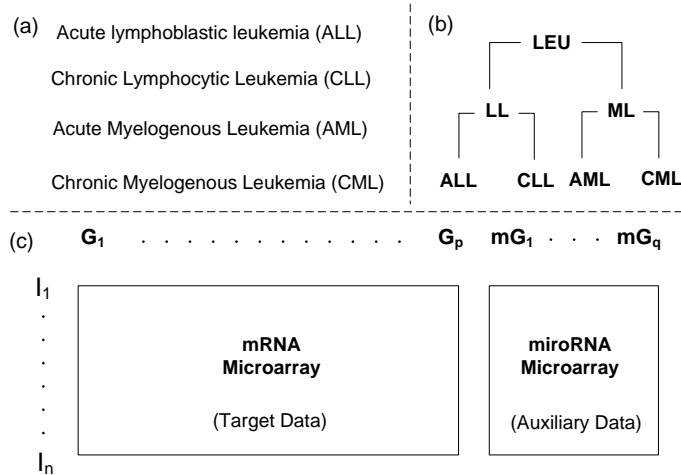 (a)
Acute lymphoblastic leukemia (ALL)
Chronic Lymphocytic Leukemia (CLL)
Acute Myelogenous Leukemia (AML)
Chronic Myelogenous Leukemia (CML)
(b)
LEU
LL ML
ALL CLL AML CML
(c)
G1 . . . . . . . . . . . . Gp mG1 . . . mGq
I1
.
.
.
.
.
.
In
mRNA
Microarray
(Target Data)
miroRNA
Microarray
(Auxiliary Data)